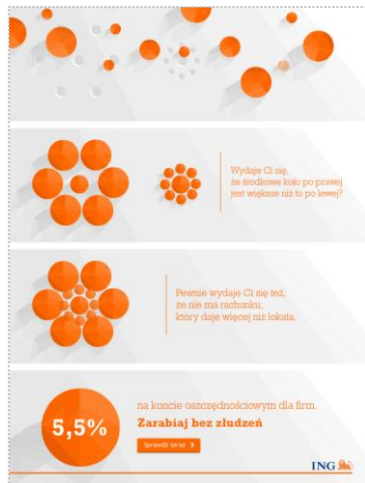 Wydaje Ci się,
że środkowe koło po prawej
jest większe niż to po lewej?
Pewnie wydaje Ci się też,
że nie ma rachunku,
który daje więcej niż lokata.
5,5%
na koncie oszczędnościowym dla firm.
Zarabiaj bez złudzeń
Sprawdź teraz
ING